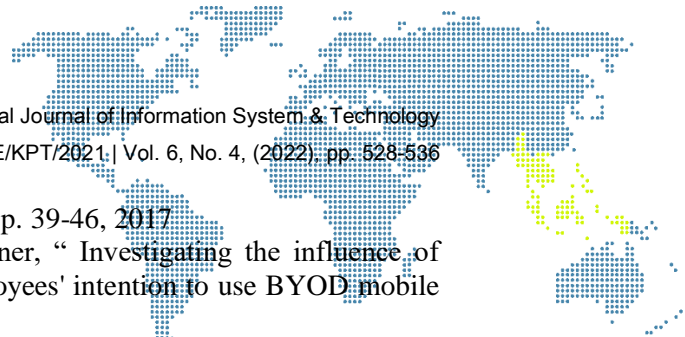 al Journal of Information System & Technology
E/KPT/2021 | Vol. 6, No. 4, (2022), pp. 528-536
p. 39-46, 2017
ner, “ Investigating the influence of
oyees' intention to use BYOD mobile